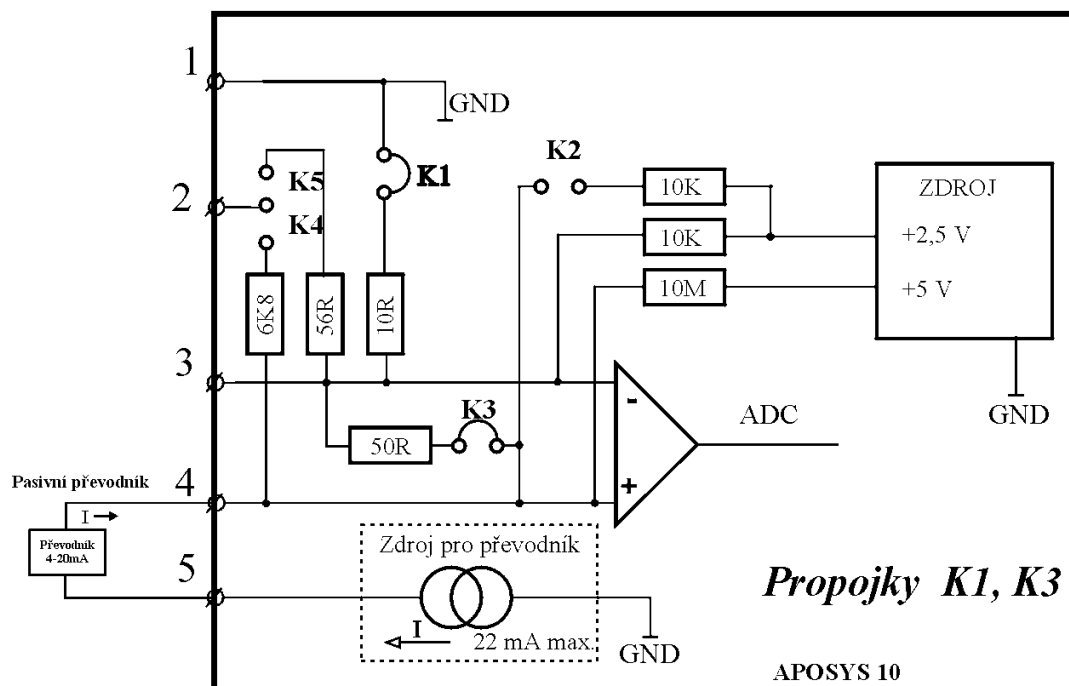 1
GND
K5
K1
K2
2
K4
10K
ZDROJ
10K
+2,5 V
10M
+5 V
6K8
56R
10R
3
K3
-
ADC
GND
50R
Pasivní převodník
4
+
I
Převodník
4-20mA
Zdroj pro převodník
5
Propojky K1, K3
I
22 mA max.
GND
APOSYS 10